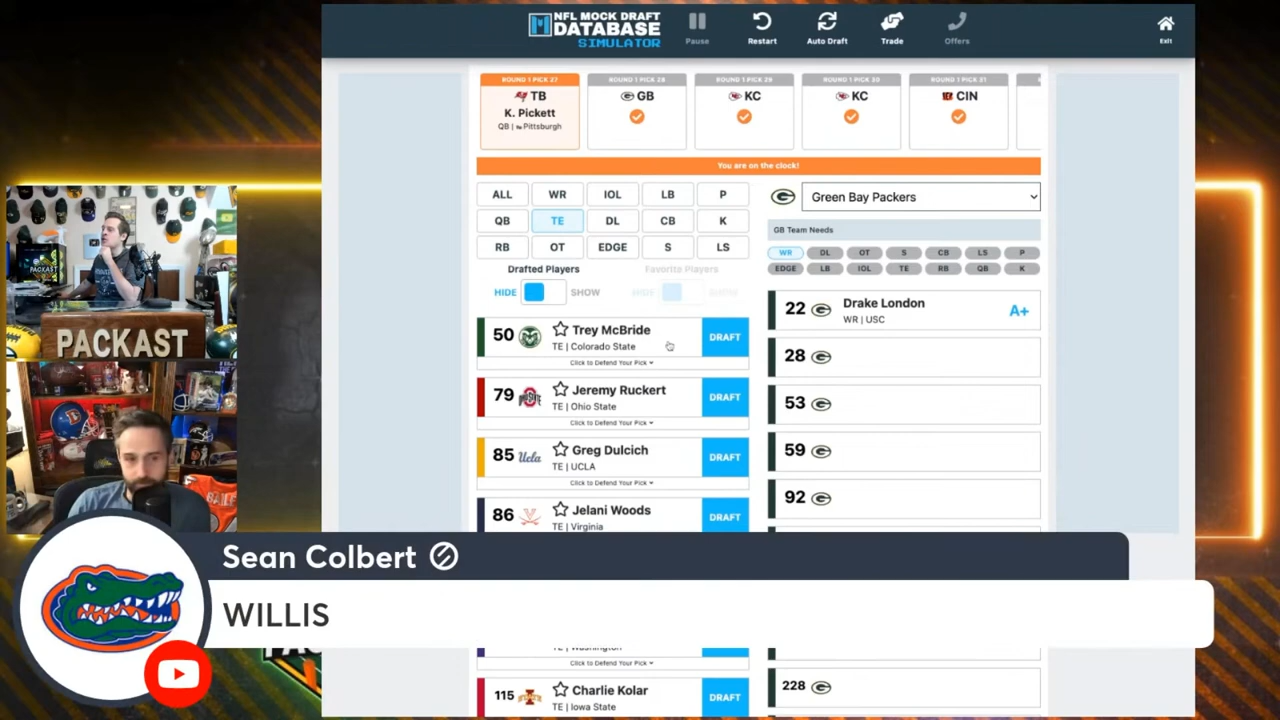 NFL MOCK DRAFT
DATABASE
SIMULATOR
Pause
Restart
Auto Draft
Trade
Offers
Exit
ROUND 1 PICK 27
TB
K. Pickett
QB | Pittsburgh
ROUND 1 PICK 28
GB
ROUND 1 PICK 29
KC
ROUND 1 PICK 30
KC
ROUND 1 PICK 31
CIN
You are on the clock!
ALL WR IOL LB P
QB TE DL CB K
RB OT EDGE S LS
Drafted Players
HIDE SHOW
Favorite Players
HIDE SHOW
50 Trey McBride
TE | Colorado State
DRAFT
Click to Defend Your Pick
79 Jeremy Ruckert
TE | Ohio State
DRAFT
Click to Defend Your Pick
85 Ucla Greg Dulcich
TE | UCLA
DRAFT
Click to Defend Your Pick
86 Jelani Woods
TE | Virginia
DRAFT
TE | Washington
Click to Defend Your Pick
115 Charlie Kolar
TE | Iowa State
DRAFT
Green Bay Packers
GB Team Needs
WR DL OT S CB LS P
EDGE LB IOL TE RB QB K
22 Drake London
WR | USC
A+
28
53
59
92
228
PACKAST
Sean Colbert
WILLIS